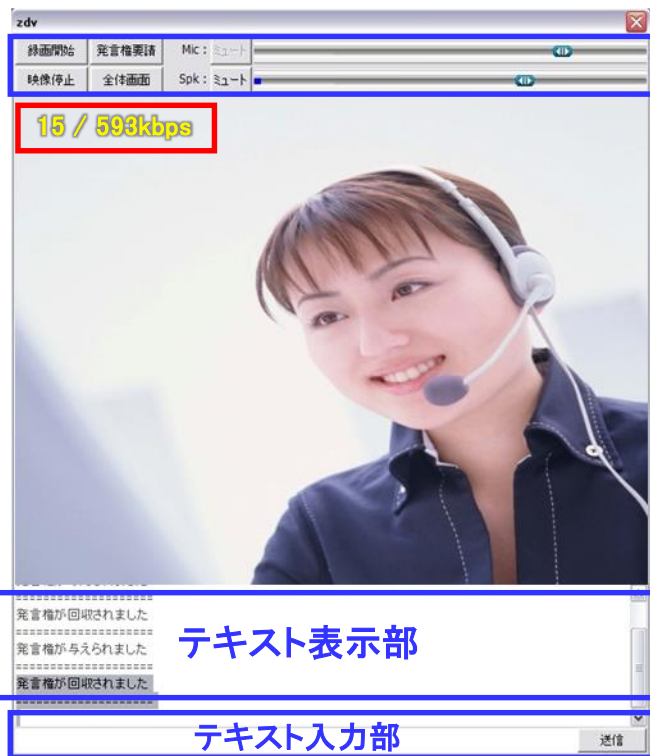 zdv
録画開始 発言権要請 Mic : ミュート
映像停止 全体画面 Spk : ミュート
15 / 593kbps
====================
発言権が回収されました
====================
発言権が与えられました
====================
発言権が回収されました
====================
テキスト表示部
テキスト入力部
送信